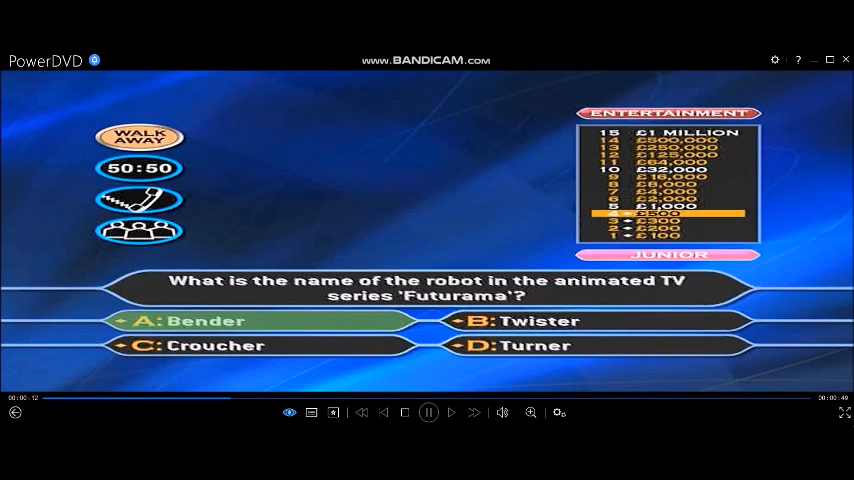 PowerDVD
www.BANDICAM.com
?
ENTERTAINMENT
WALK
AWAY
50:50
15 £1 MILLION
14 £500,000
13 £250,000
12 £125,000
11 £64,000
10 £32,000
9 £16,000
8 £8,000
7 £4,000
6 £2,000
5 £1,000
4 £500
3 £300
2 £200
1 £100
JUNIOR
What is the name of the robot in the animated TV
series 'Futurama'?
A: Bender
B: Twister
C: Croucher
D: Turner
00:00:12
00:00:49